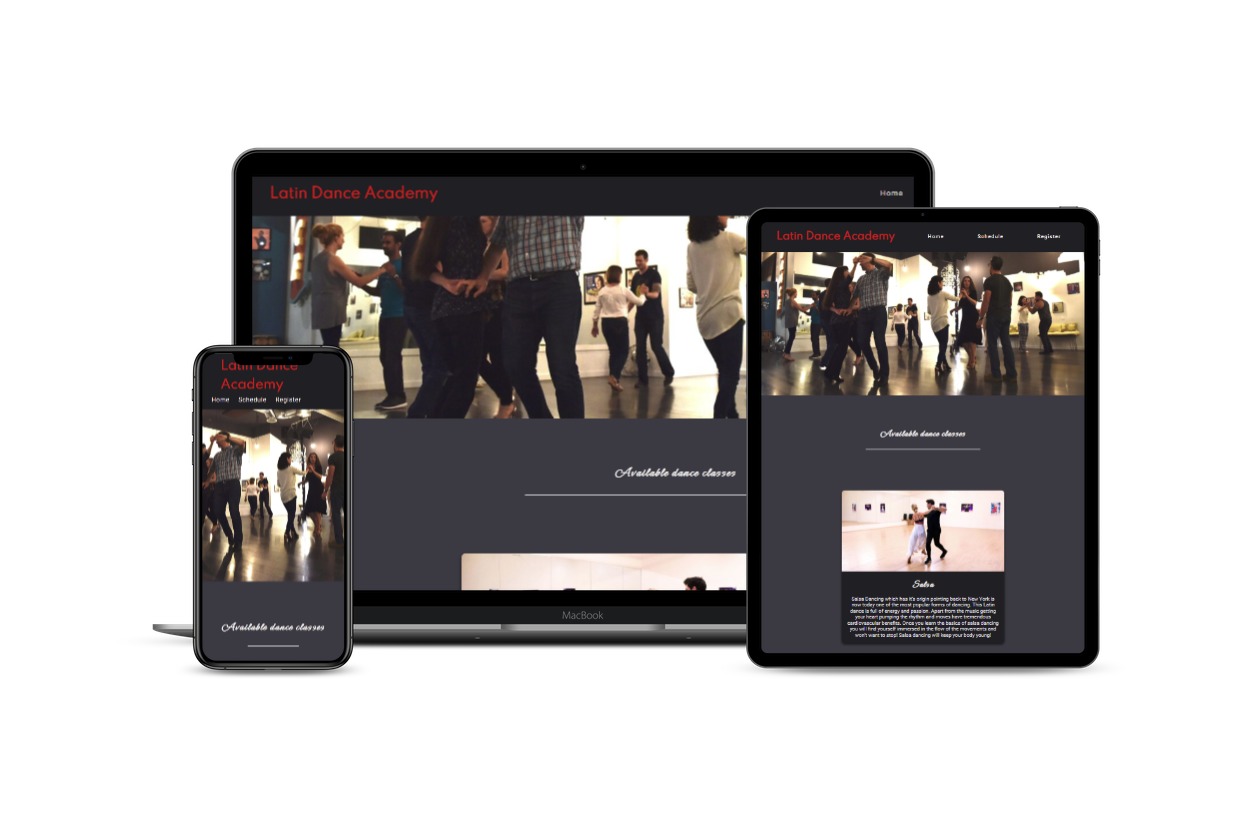 Latin Dance Academy
Home
Available dance classes
MacBook
Latin Dance
Academy
Home Schedule Register
Available dance classes
Latin Dance Academy Home Schedule Register
Available dance classes
Salsa
Salsa Dancing which has it's origin pointing back to New York is
now today one of the most popular forms of dancing. This Latin
dance is full of energy and passion. Apart from the music getting
your heart pumping the rhythm and moves have tremendous
cardiovascular benefits. Once you learn the basics of salsa dancing
you will find yourself immersed in the flow of the movements and
won't want to stop! Salsa dancing will keep your body young!